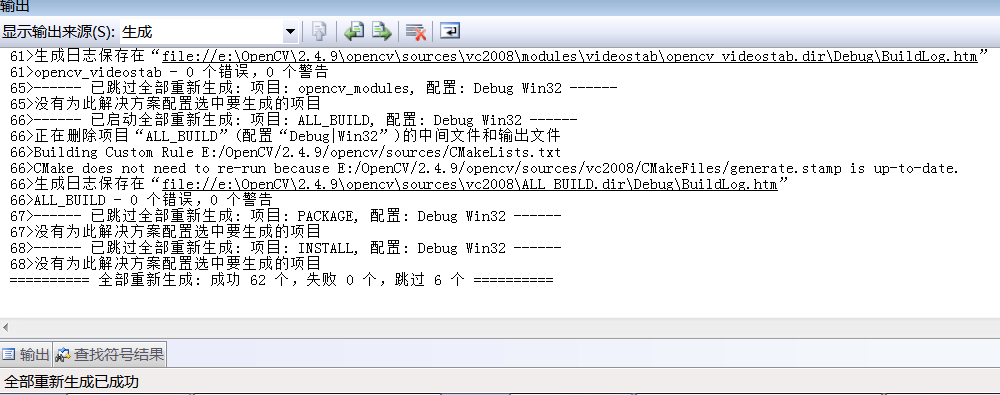 输出
显示输出来源(S): 生成
61>生成日志保存在“file://e:\OpenCV\2.4.9\opencv\sources\vc2008\modules\videostab\opencv_videostab.dir\Debug\BuildLog.htm”
61>opencv_videostab - 0 个错误，0 个警告
65>------ 已跳过全部重新生成: 项目: opencv_modules, 配置: Debug Win32 ------
65>没有为此解决方案配置选中要生成的项目
66>------ 已启动全部重新生成: 项目: ALL_BUILD, 配置: Debug Win32 ------
66>正在删除项目“ALL_BUILD”(配置“Debug|Win32”)的中间文件和输出文件
66>Building Custom Rule E:/OpenCV/2.4.9/opencv/sources/CMakeLists.txt
66>CMake does not need to re-run because E:/OpenCV/2.4.9/opencv/sources/vc2008/CMakeFiles/generate.stamp is up-to-date.
66>生成日志保存在“file://e:\OpenCV\2.4.9\opencv\sources\vc2008\ALL_BUILD.dir\Debug\BuildLog.htm”
66>ALL_BUILD - 0 个错误，0 个警告
67>------ 已跳过全部重新生成: 项目: PACKAGE, 配置: Debug Win32 ------
67>没有为此解决方案配置选中要生成的项目
68>------ 已跳过全部重新生成: 项目: INSTALL, 配置: Debug Win32 ------
68>没有为此解决方案配置选中要生成的项目
========== 全部重新生成: 成功 62 个，失败 0 个，跳过 6 个 ==========
输出 查找符号结果
全部重新生成已成功